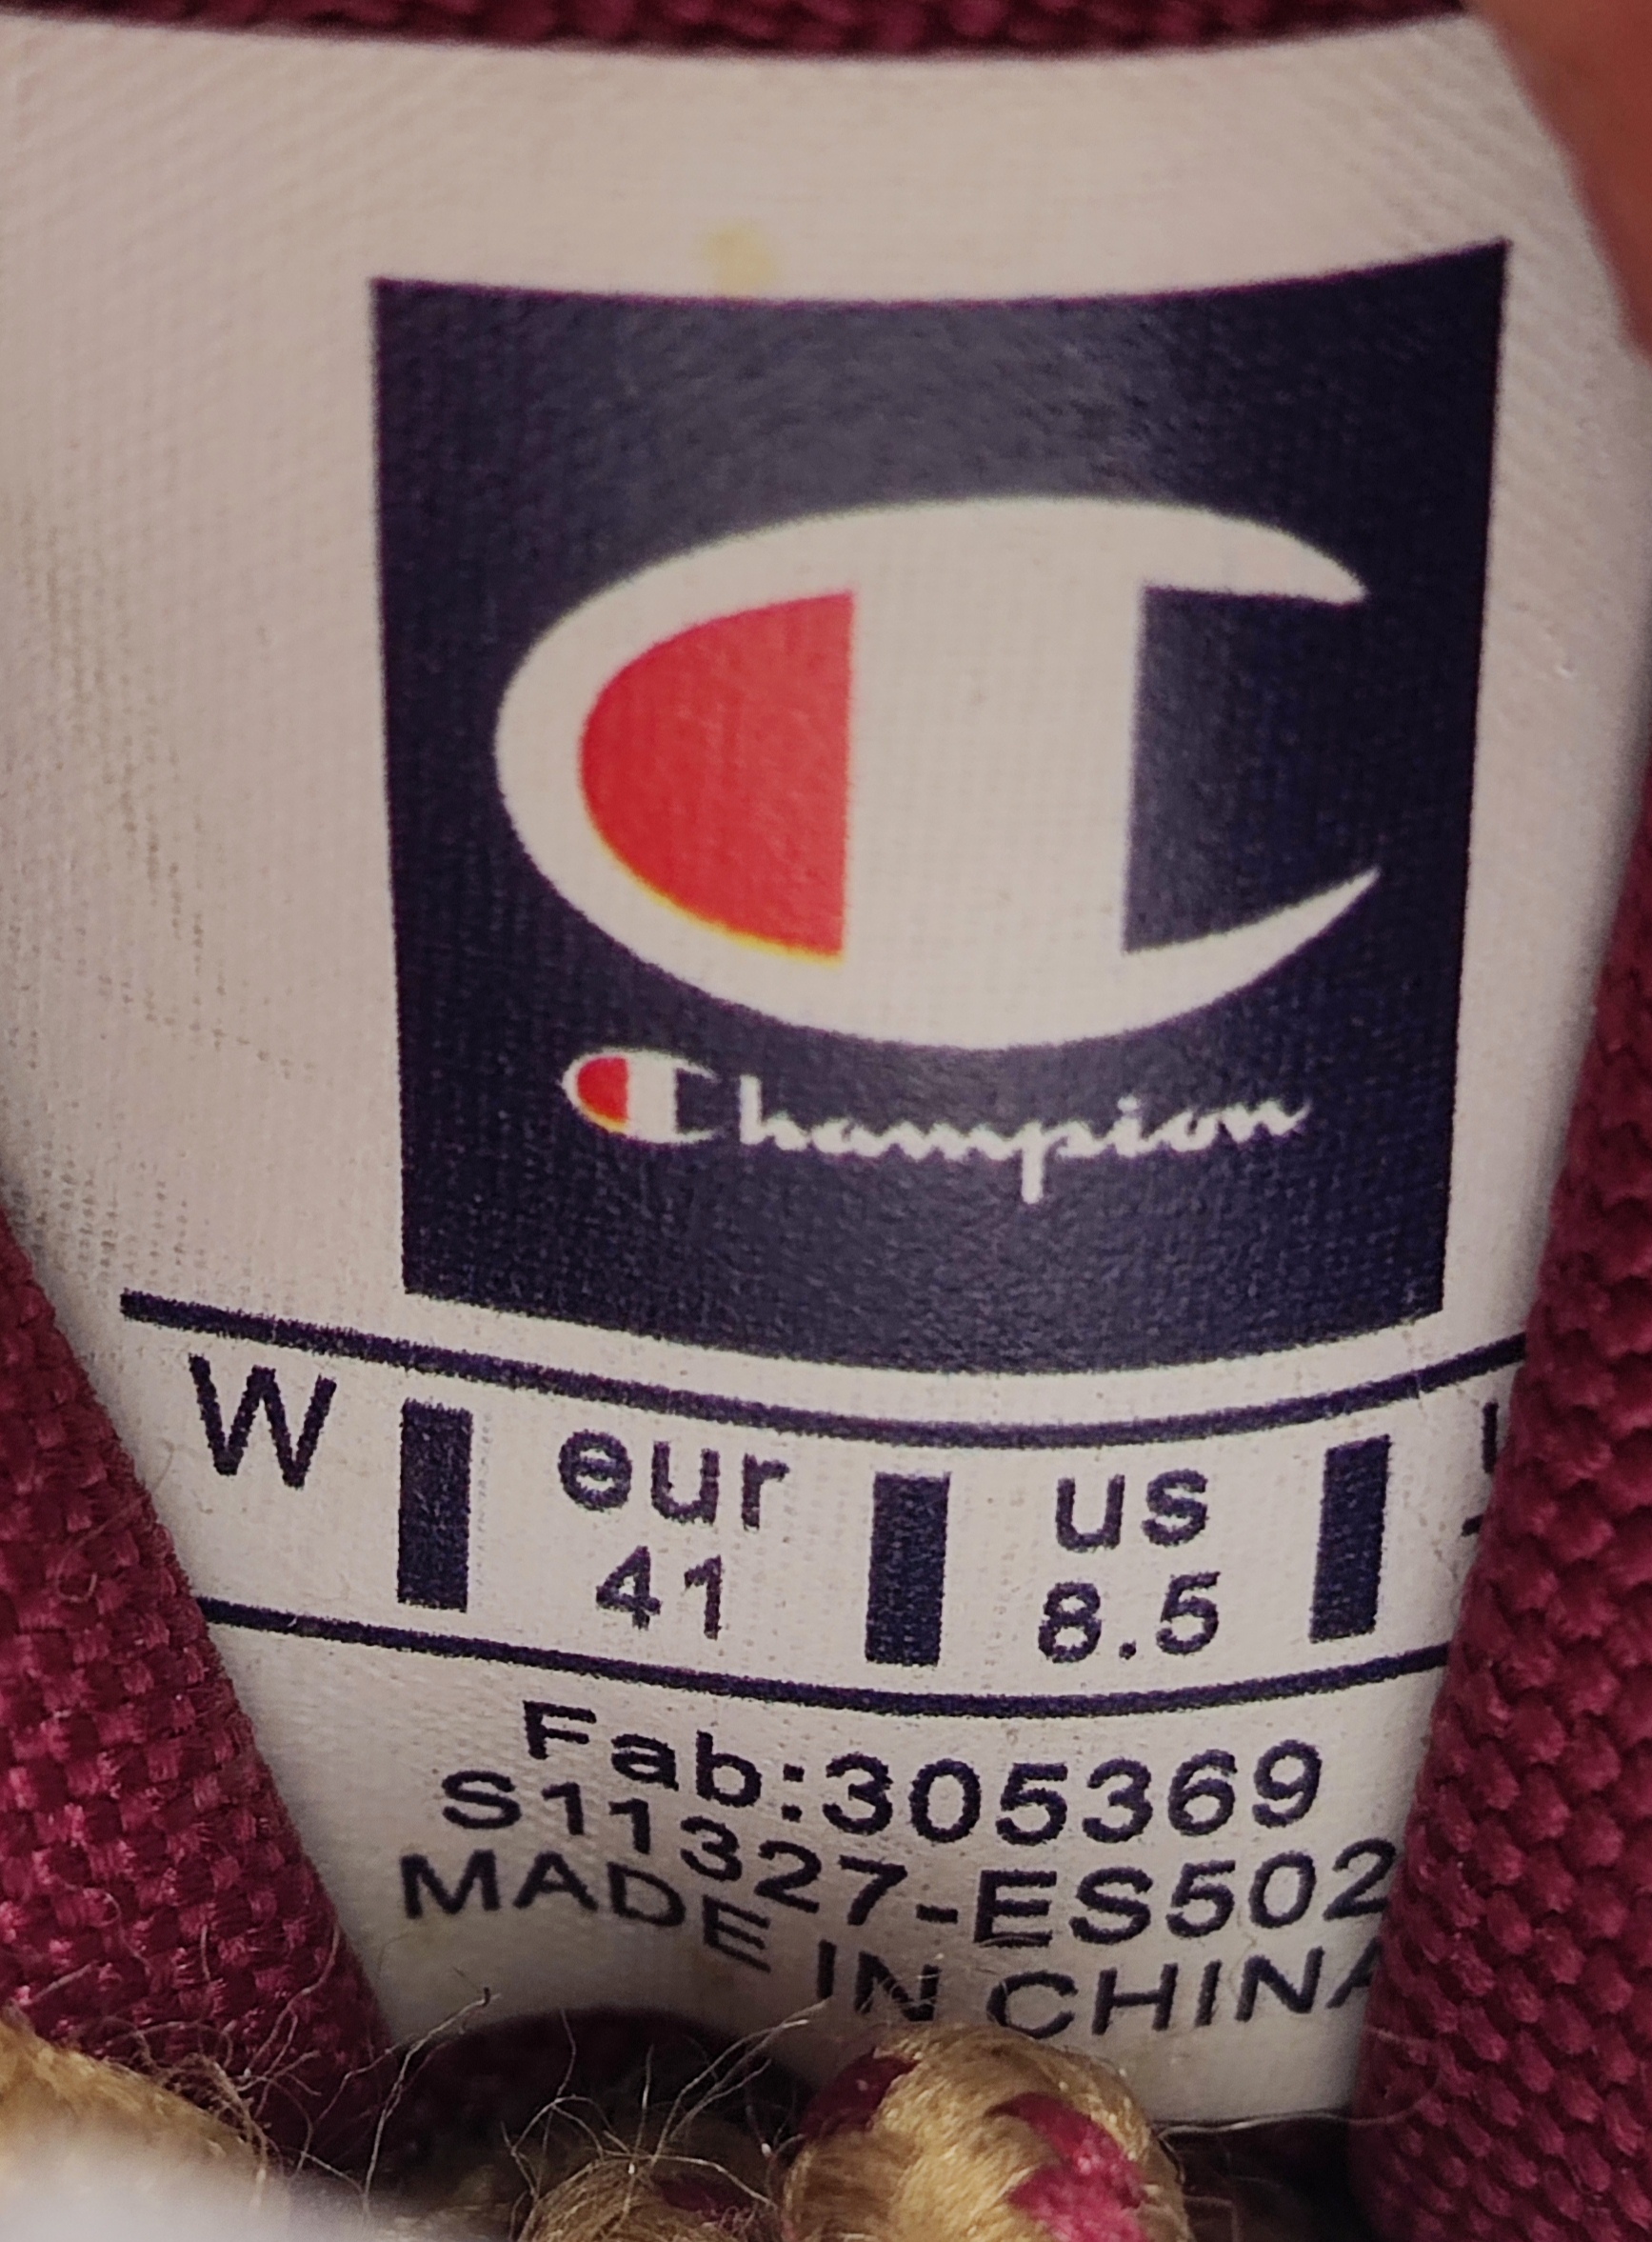 Champion
W eur us
41 8.5
Fab:305369
S11327-ES502
MADE IN CHINA